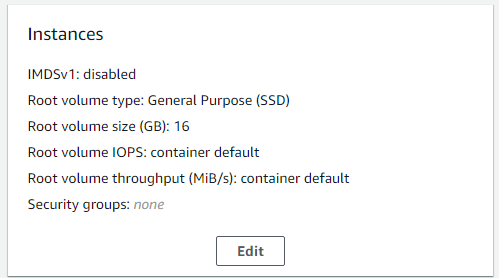 Instances
IMDSv1: disabled
Root volume type: General Purpose (SSD)
Root volume size (GB): 16
Root volume IOPS: container default
Root volume throughput (MiB/s): container default
Security groups: none
Edit